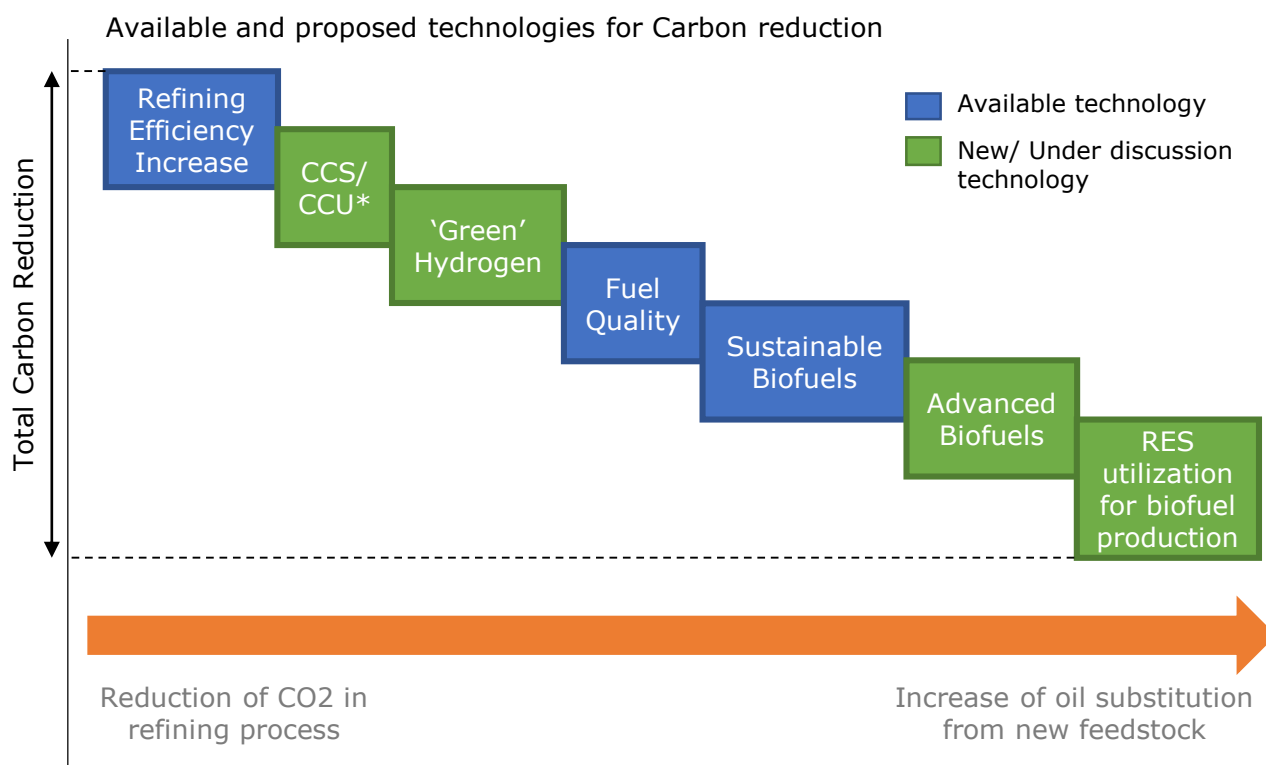 Available and proposed technologies for Carbon reduction
Total Carbon Reduction
Refining
Efficiency
Increase
CCS/
CCU*
‘Green’
Hydrogen
Fuel
Quality
Sustainable
Biofuels
Advanced
Biofuels
RES
utilization
for biofuel
production
Available technology
New/ Under discussion
technology
Reduction of CO2 in
refining process
Increase of oil substitution
from new feedstock